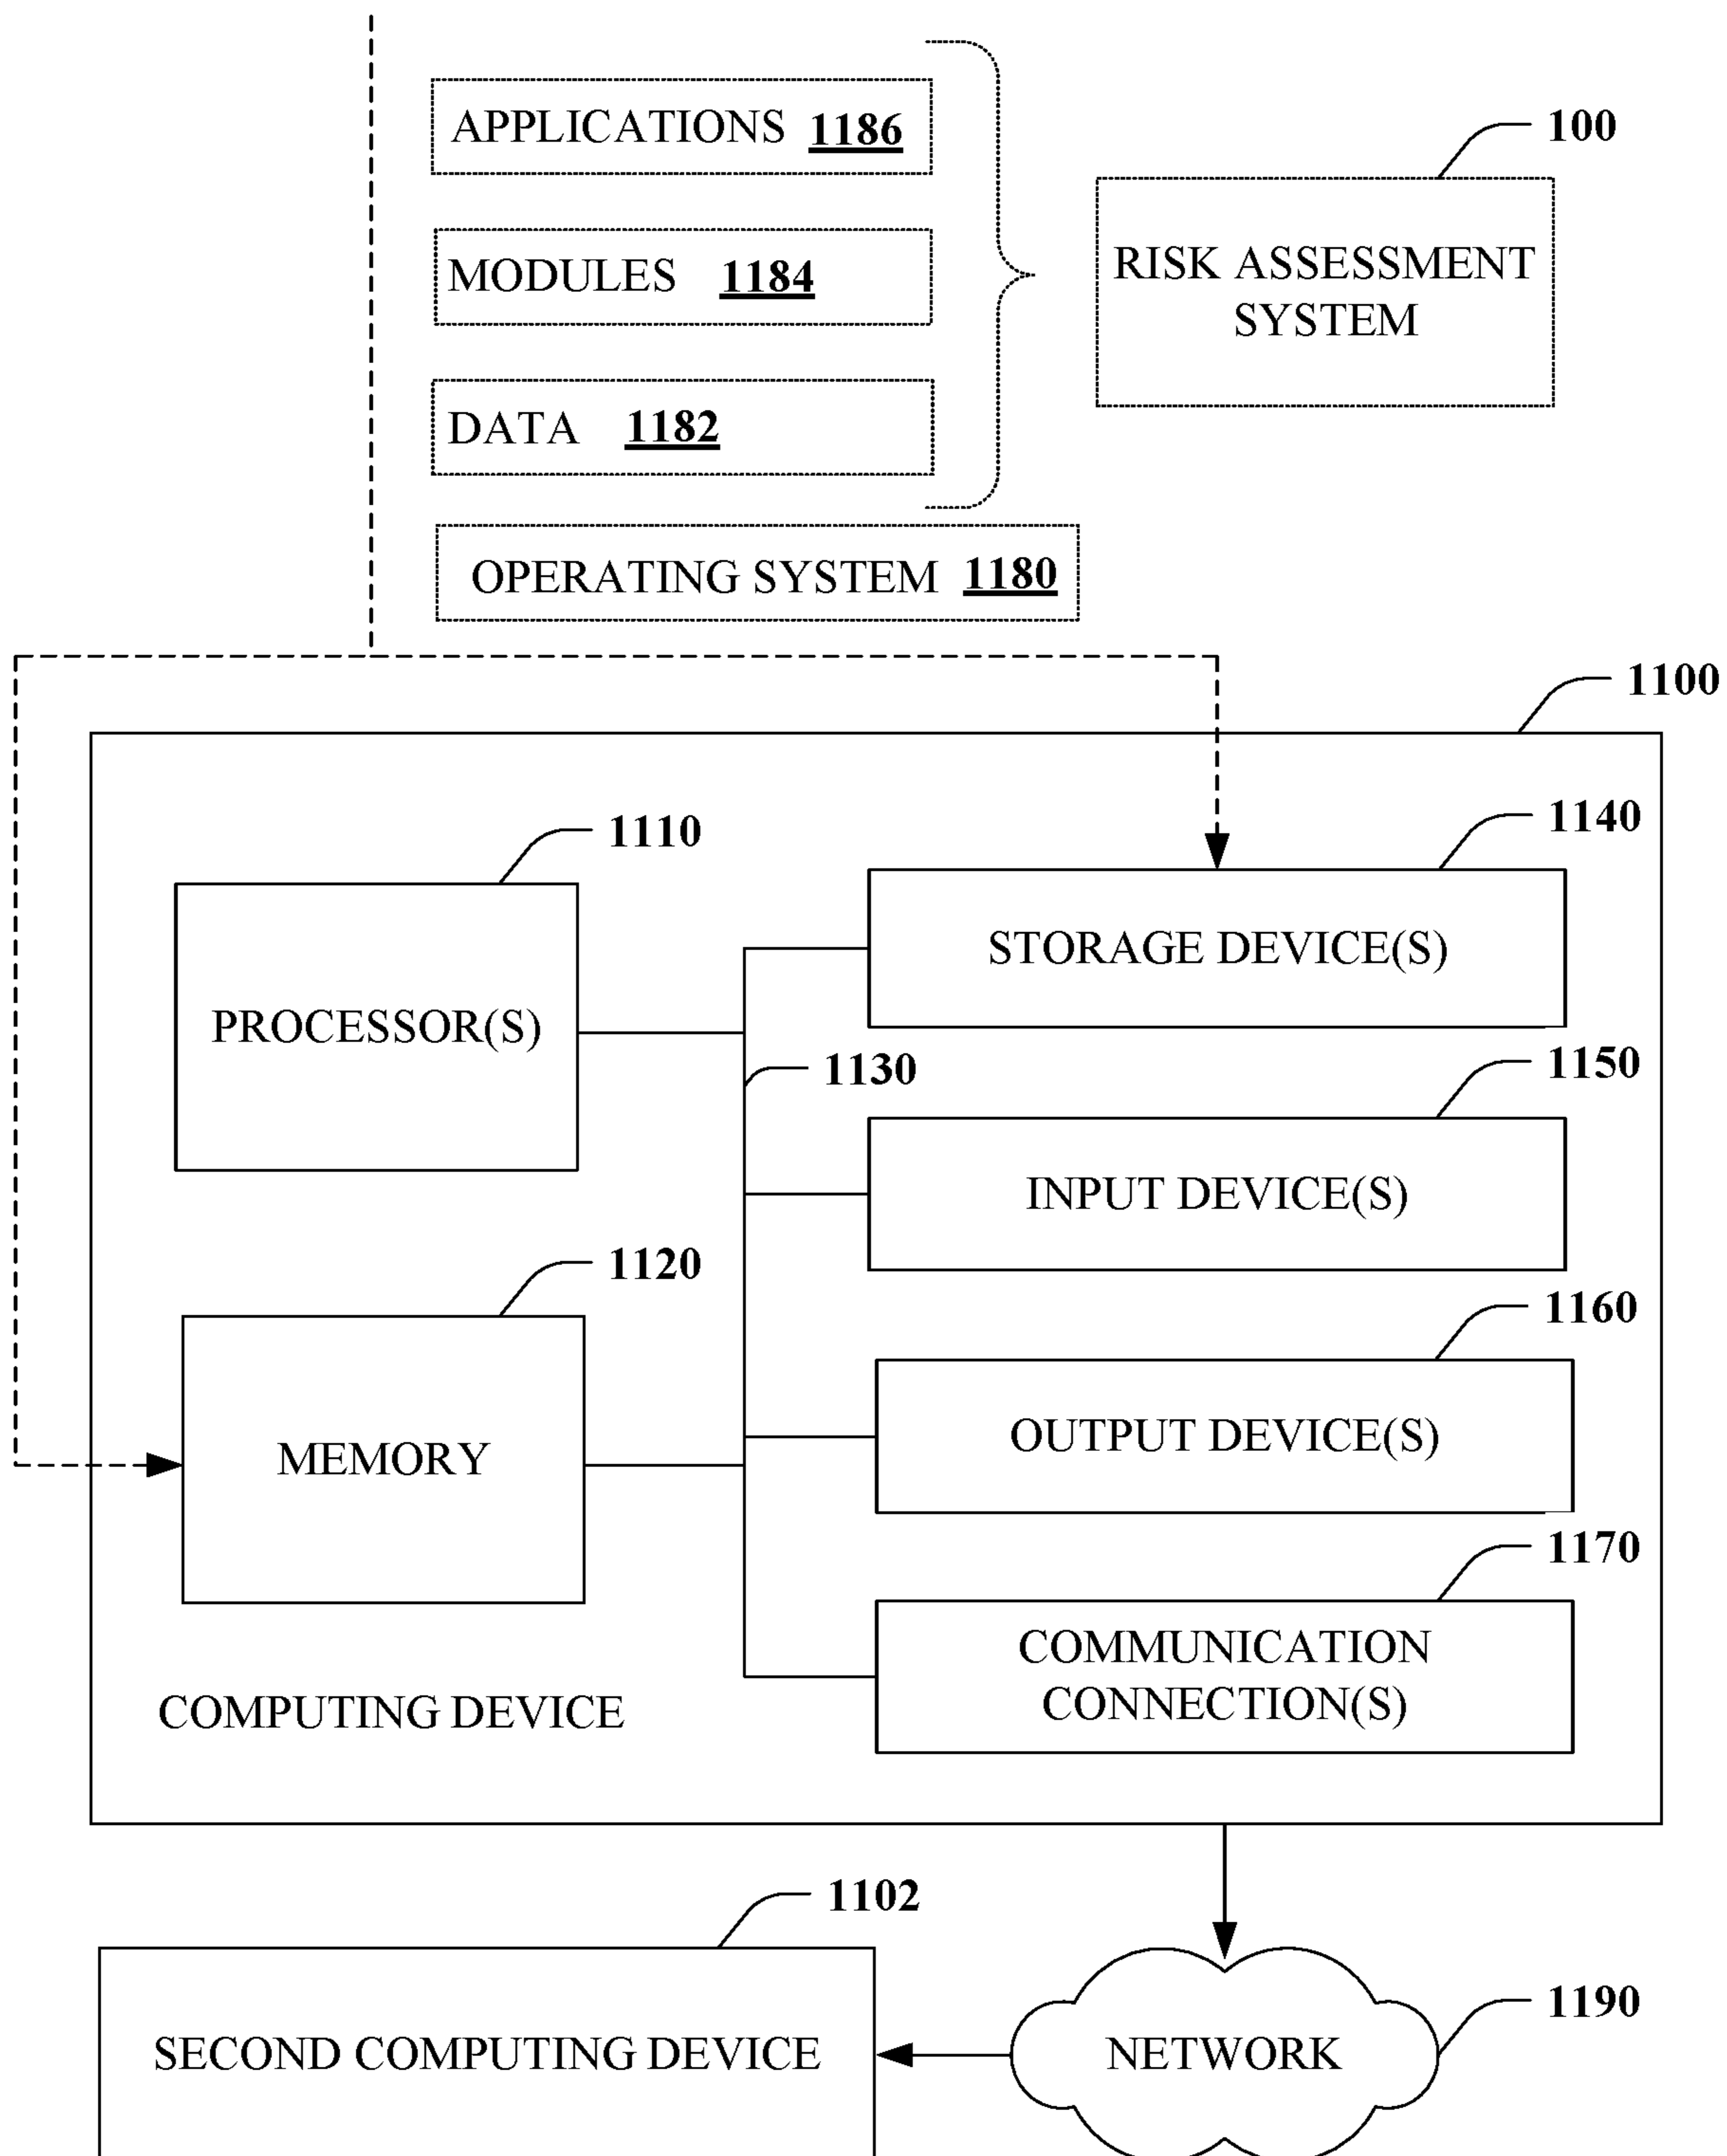 APPLICATIONS 1186
100
RISK ASSESSMENT
SYSTEM
MODULES 1184
DATA 1182
OPERATING SYSTEM 1180
1100
1110
1140
PROCESSOR(S)
STORAGE DEVICE(S)
1130
1150
INPUT DEVICE(S)
1120
1160
MEMORY
OUTPUT DEVICE(S)
1170
COMMUNICATION
CONNECTION(S)
COMPUTING DEVICE
1102
1190
SECOND COMPUTING DEVICE
NETWORK